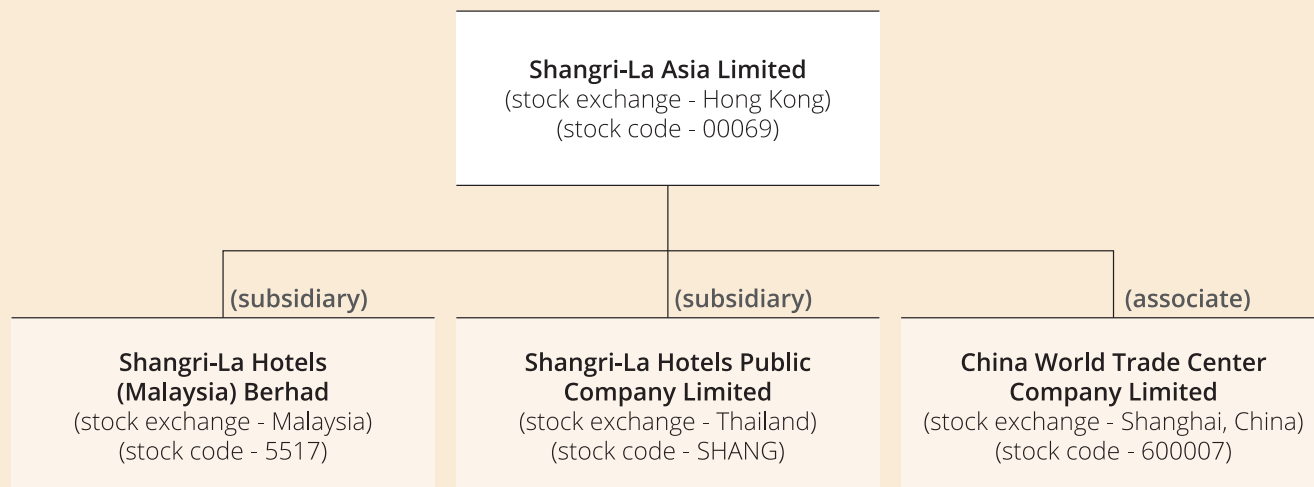 Shangri-La Asia Limited
(stock exchange - Hong Kong)
(stock code - 00069)
(subsidiary)
Shangri-La Hotels
(Malaysia) Berhad
(stock exchange - Malaysia)
(stock code - 5517)
(subsidiary)
Shangri-La Hotels Public
Company Limited
(stock exchange - Thailand)
(stock code - SHANG)
(associate)
China World Trade Center
Company Limited
(stock exchange - Shanghai, China)
(stock code - 600007)